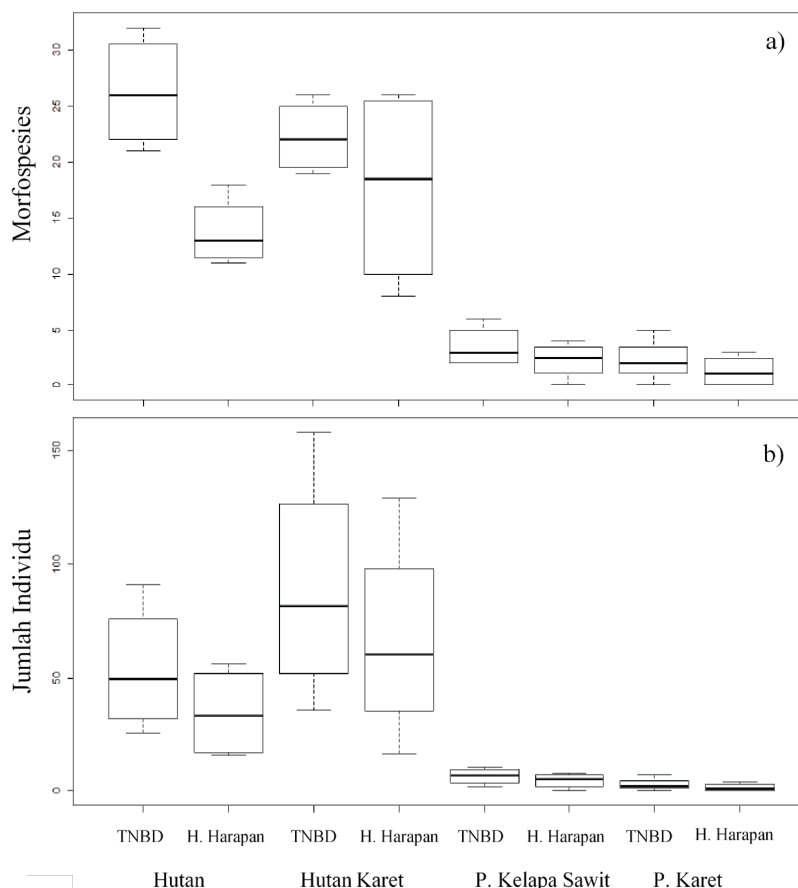 a)
30
25
20
15
10
5
0
Morfospesies
b)
150
100
50
0
Jumlah Individu
TNBD H. Harapan TNBD H. Harapan TNBD H. Harapan TNBD H. Harapan
Hutan Hutan Karet P. Kelapa Sawit P. Karet